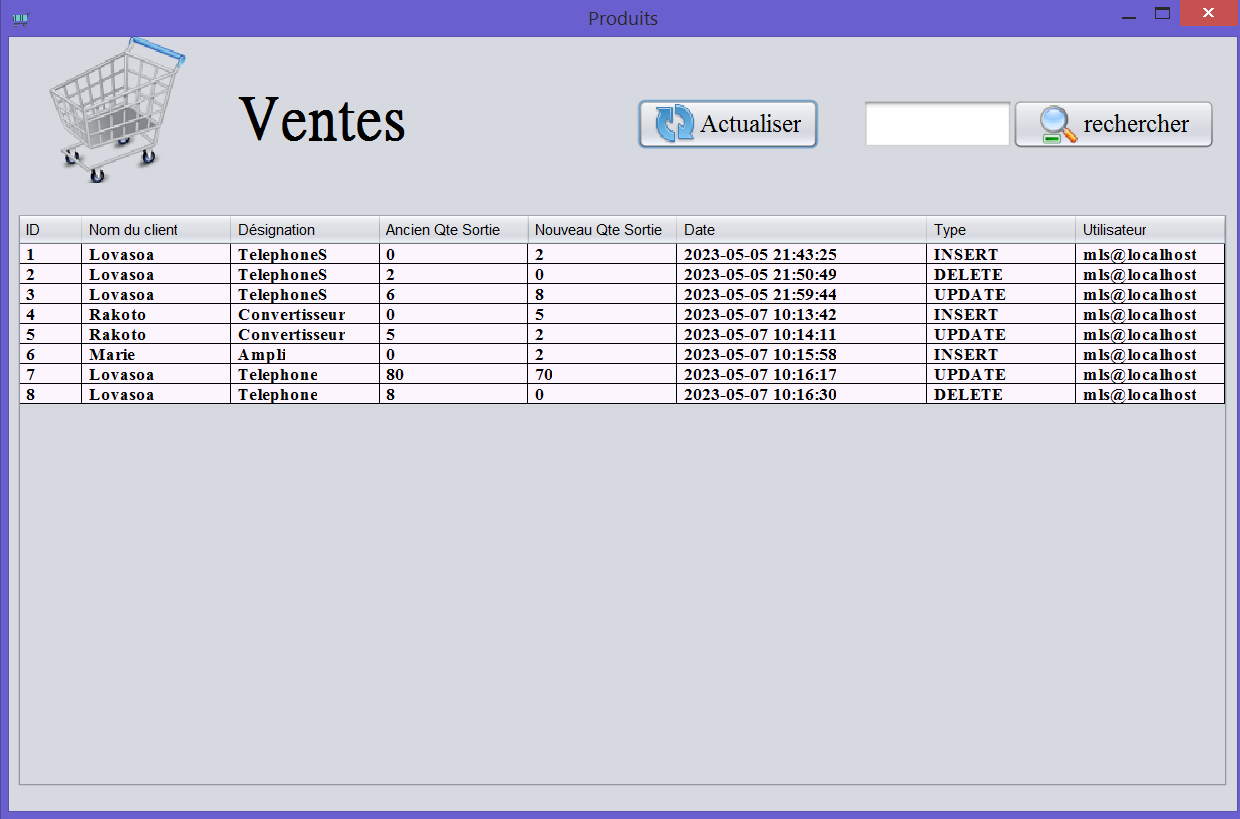 Produits
Ventes
Actualiser
rechercher
ID Nom du client Désignation Ancien Qte Sortie Nouveau Qte Sortie Date Type Utilisateur
1 Lovasoa TelephoneS 0 2 2023-05-05 21:43:25 INSERT mls@localhost
2 Lovasoa TelephoneS 2 0 2023-05-05 21:50:49 DELETE mls@localhost
3 Lovasoa TelephoneS 6 8 2023-05-05 21:59:44 UPDATE mls@localhost
4 Rakoto Convertisseur 0 5 2023-05-07 10:13:42 INSERT mls@localhost
5 Rakoto Convertisseur 5 2 2023-05-07 10:14:11 UPDATE mls@localhost
6 Marie Ampli 0 2 2023-05-07 10:15:58 INSERT mls@localhost
7 Lovasoa Telephone 80 70 2023-05-07 10:16:17 UPDATE mls@localhost
8 Lovasoa Telephone 8 0 2023-05-07 10:16:30 DELETE mls@localhost